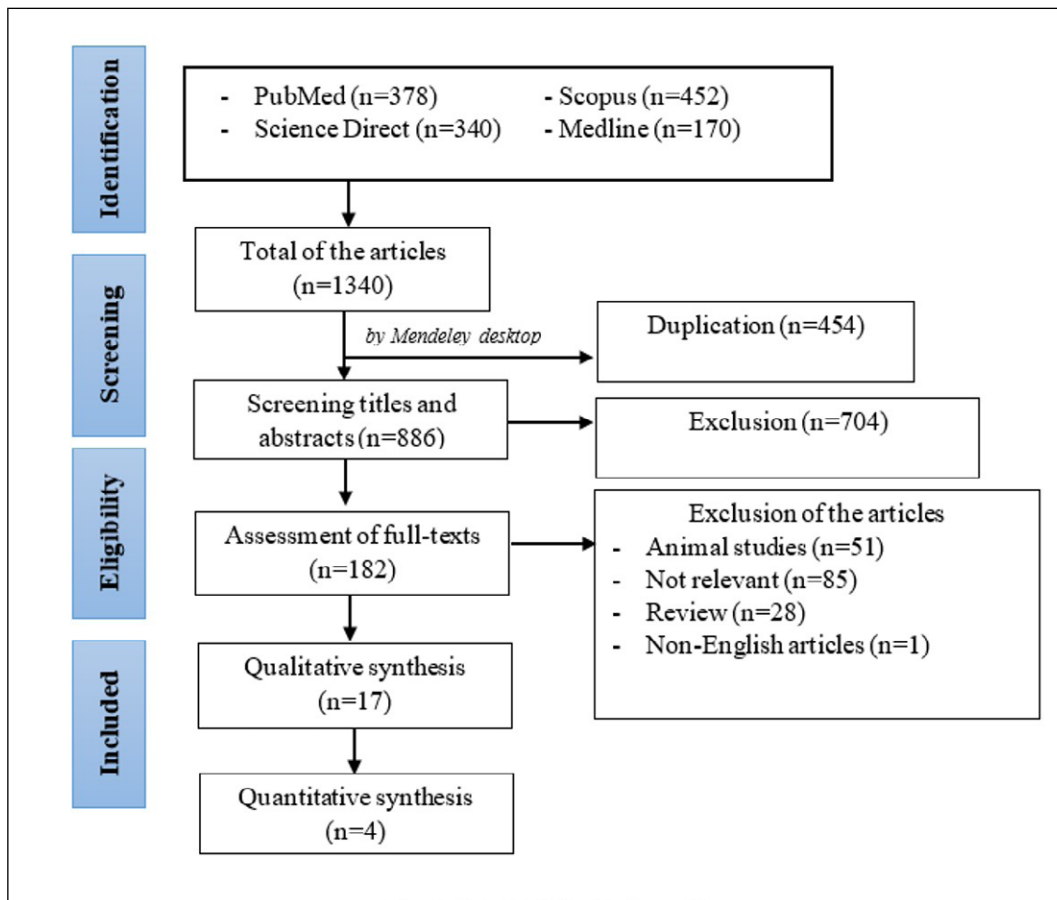 Identification
- PubMed (n=378) - Scopus (n=452)
- Science Direct (n=340) - Medline (n=170)
Total of the articles
(n=1340)
Screening
by Mendeley desktop
Duplication (n=454)
Screening titles and
abstracts (n=886)
Exclusion (n=704)
Eligibility
Assessment of full-texts
(n=182)
Exclusion of the articles
- Animal studies (n=51)
- Not relevant (n=85)
- Review (n=28)
- Non-English articles (n=1)
Included
Qualitative synthesis
(n=17)
Quantitative synthesis
(n=4)